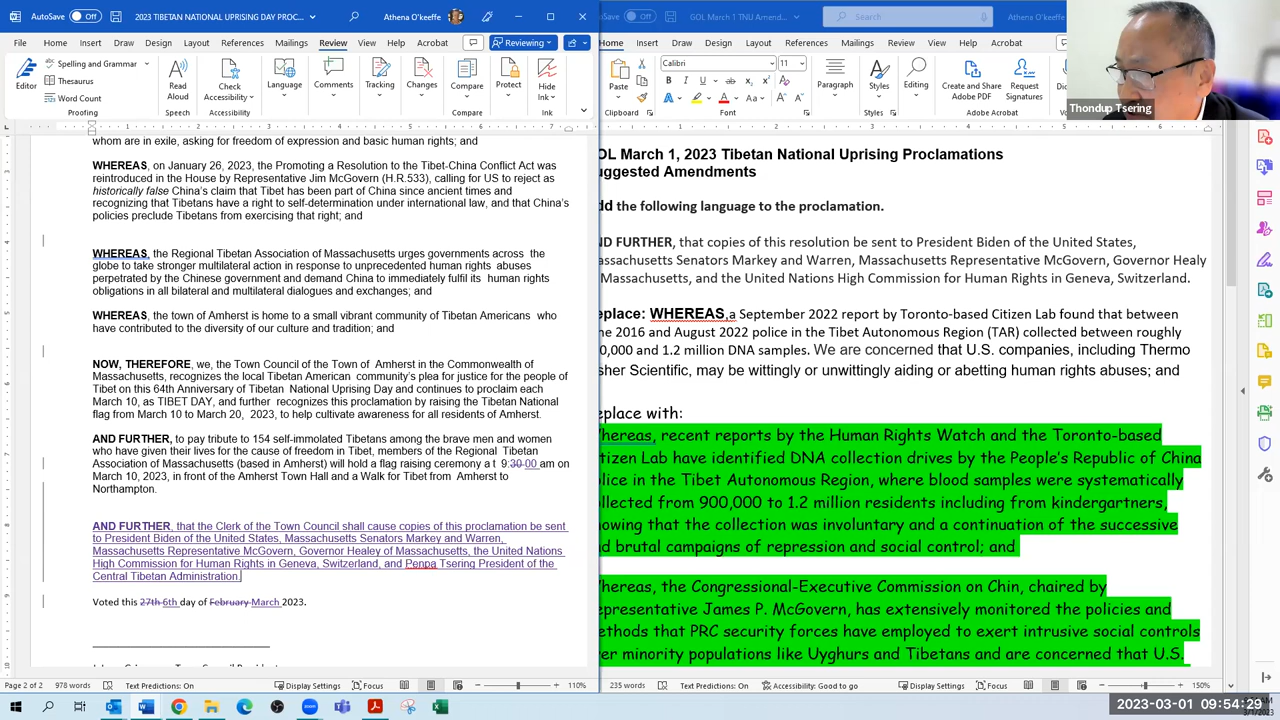 AutoSave Off 2023 TIBETAN NATIONAL UPRISING DAY PROC... Athena O'keeffe
Off GOL March 1 TNU Amend... Search Athena O'Keeffe
File Home Insert Draw Design Layout References Mailings Review View Help Acrobat Reviewing
Home Insert Draw Design Layout References Mailings Review View Help Acrobat
Editor Spelling and Grammar Thesaurus Word Count Read Aloud Check Accessibility Language Comments Tracking Changes Compare Protect Hide Ink
Proofing Speech Accessibility Compare Ink
Paste Calibri 11 Paragraph Styles Editing Create and Share Adobe PDF Request Signatures
Clipboard Font Adobe Acrobat
Thondup Tsering
whom are in exile, asking for freedom of expression and basic human rights; and
WHEREAS, on January 26, 2023, the Promoting a Resolution to the Tibet-China Conflict Act was
reintroduced in the House by Representative Jim McGovern (H.R.533), calling for US to reject as
historically false China's claim that Tibet has been part of China since ancient times and
recognizing that Tibetans have a right to self-determination under international law, and that China's
policies preclude Tibetans from exercising that right; and
WHEREAS, the Regional Tibetan Association of Massachusetts urges governments across the
globe to take stronger multilateral action in response to unprecedented human rights abuses
perpetrated by the Chinese government and demand China to immediately fulfil its human rights
obligations in all bilateral and multilateral dialogues and exchanges; and
WHEREAS, the town of Amherst is home to a small vibrant community of Tibetan Americans who
have contributed to the diversity of our culture and tradition; and
NOW, THEREFORE, we, the Town Council of the Town of Amherst in the Commonwealth of
Massachusetts, recognizes the local Tibetan American community's plea for justice for the people of
Tibet on this 64th Anniversary of Tibetan National Uprising Day and continues to proclaim each
March 10, as TIBET DAY, and further recognizes this proclamation by raising the Tibetan National
flag from March 10 to March 20, 2023, to help cultivate awareness for all residents of Amherst.
AND FURTHER, to pay tribute to 154 self-immolated Tibetans among the brave men and women
who have given their lives for the cause of freedom in Tibet, members of the Regional Tibetan
Association of Massachusetts (based in Amherst) will hold a flag raising ceremony a t 9:30 00 am on
March 10, 2023, in front of the Amherst Town Hall and a Walk for Tibet from Amherst to
Northampton.
AND FURTHER, that the Clerk of the Town Council shall cause copies of this proclamation be sent
to President Biden of the United States, Massachusetts Senators Markey and Warren,
Massachusetts Representative McGovern, Governor Healey of Massachusetts, the United Nations
High Commission for Human Rights in Geneva, Switzerland, and Penpa Tsering President of the
Central Tibetan Administration.
Voted this 27th 6th day of February March 2023.
OL March 1, 2023 Tibetan National Uprising Proclamations
uggested Amendments
dd the following language to the proclamation.
ND FURTHER, that copies of this resolution be sent to President Biden of the United States,
assachusetts Senators Markey and Warren, Massachusetts Representative McGovern, Governor Healy
Massachusetts, and the United Nations High Commission for Human Rights in Geneva, Switzerland.
eplace: WHEREAS,a September 2022 report by Toronto-based Citizen Lab found that between
ne 2016 and August 2022 police in the Tibet Autonomous Region (TAR) collected between roughly
0,000 and 1.2 million DNA samples. We are concerned that U.S. companies, including Thermo
sher Scientific, may be wittingly or unwittingly aiding or abetting human rights abuses; and
eplace with:
hereas, recent reports by the Human Rights Watch and the Toronto-based
itizen Lab have identified DNA collection drives by the People's Republic of China
olice in the Tibet Autonomous Region, where blood samples were systematically
ollected from 900,000 to 1.2 million residents including from kindergartners,
howing that the collection was involuntary and a continuation of the successive
nd brutal campaigns of repression and social control; and
hereas, the Congressional-Executive Commission on Chin, chaired by
epresentative James P. McGovern, has extensively monitored the policies and
ethods that PRC security forces have employed to exert intrusive social controls
ver minority populations like Uyghurs and Tibetans and are concerned that U.S.
Page 2 of 2 978 words Text Predictions: On Display Settings Focus 110%
235 words Text Predictions: On Accessibility: Good to go Display Settings Focus 150%
2023-03-01 09:54:29